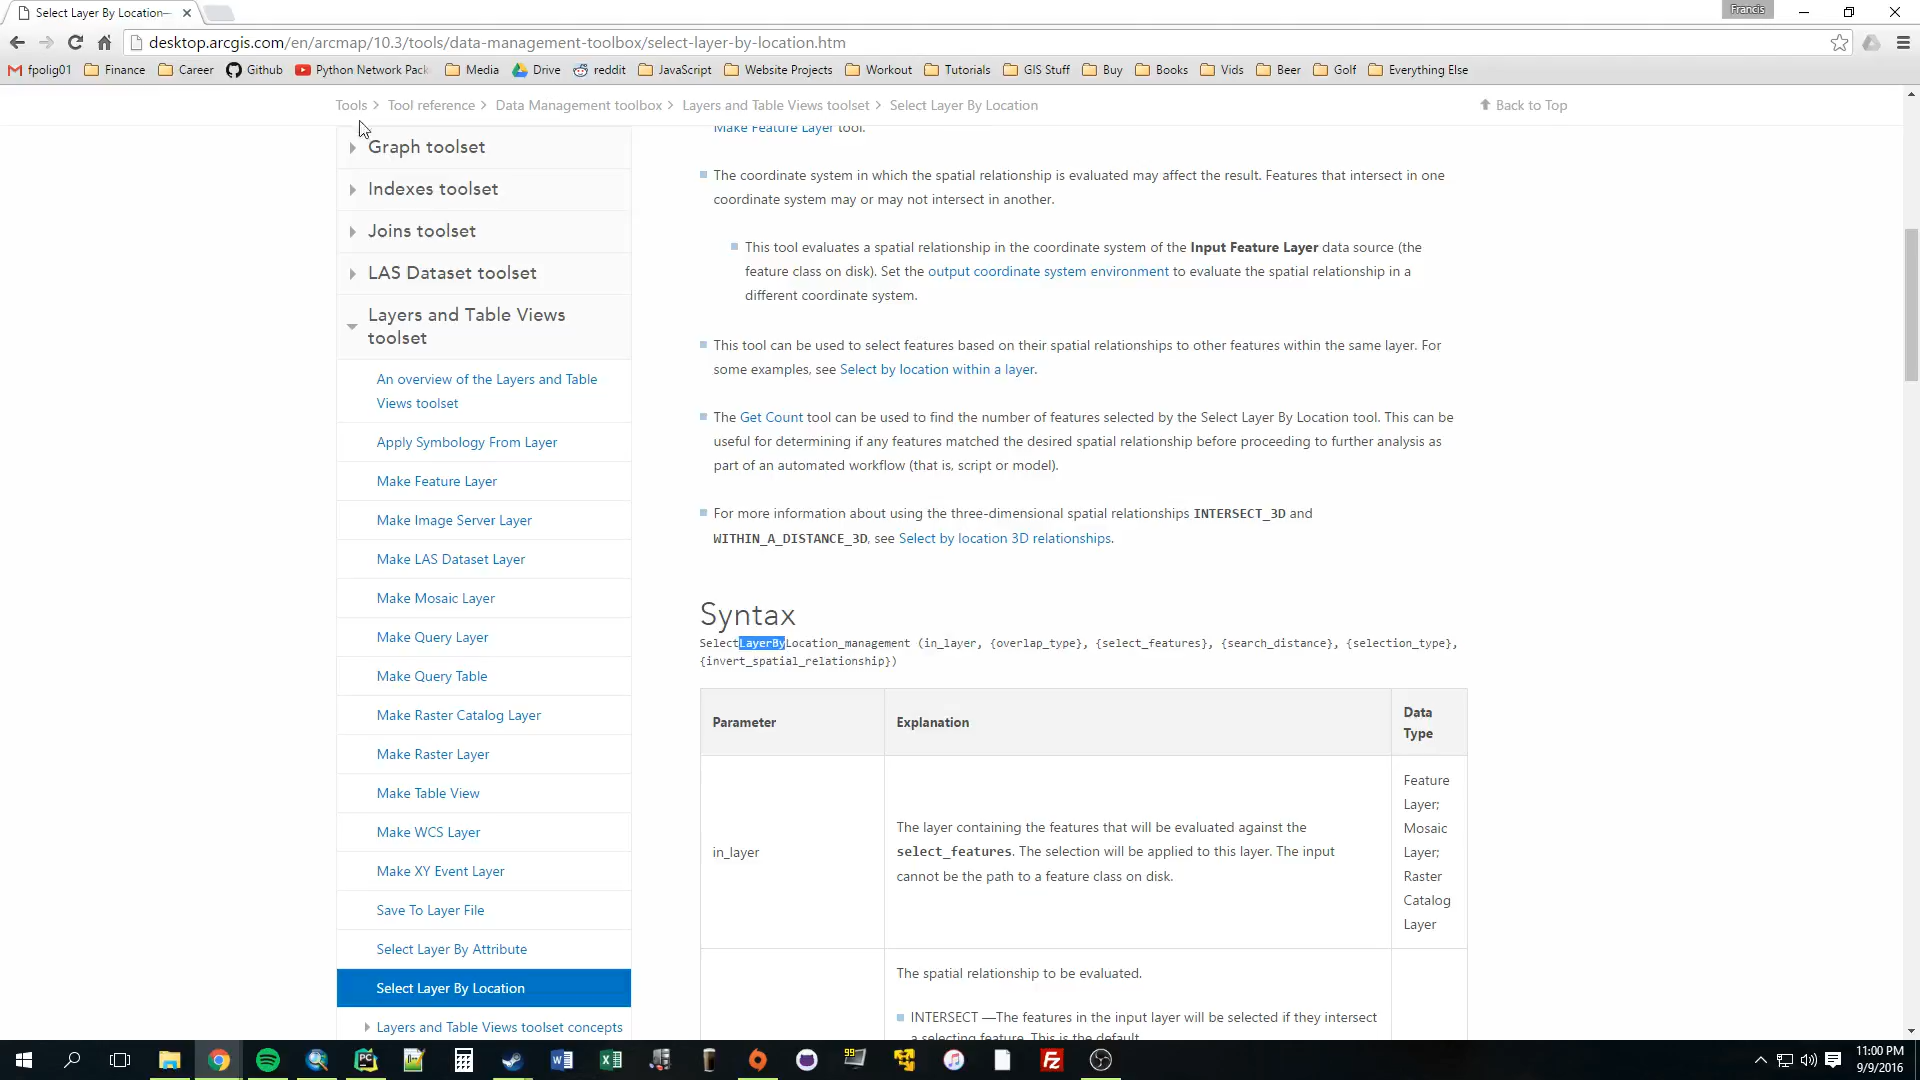 Select Layer By Location—
Francis
desktop.arcgis.com/en/arcmap/10.3/tools/data-management-toolbox/select-layer-by-location.htm
fpolig01 Finance Career Github Python Network Pack Media Drive reddit JavaScript Website Projects Workout Tutorials GIS Stuff Buy Books Vids Beer Golf Everything Else
Tools > Tool reference > Data Management toolbox > Layers and Table Views toolset > Select Layer By Location
Back to Top
Graph toolset
Indexes toolset
Joins toolset
LAS Dataset toolset
Layers and Table Views
toolset
An overview of the Layers and Table
Views toolset
Apply Symbology From Layer
Make Feature Layer
Make Image Server Layer
Make LAS Dataset Layer
Make Mosaic Layer
Make Query Layer
Make Query Table
Make Raster Catalog Layer
Make Raster Layer
Make Table View
Make WCS Layer
Make XY Event Layer
Save To Layer File
Select Layer By Attribute
Select Layer By Location
Layers and Table Views toolset concepts
Make Feature Layer tool.
The coordinate system in which the spatial relationship is evaluated may affect the result. Features that intersect in one
coordinate system may or may not intersect in another.
This tool evaluates a spatial relationship in the coordinate system of the Input Feature Layer data source (the
feature class on disk). Set the output coordinate system environment to evaluate the spatial relationship in a
different coordinate system.
This tool can be used to select features based on their spatial relationships to other features within the same layer. For
some examples, see Select by location within a layer.
The Get Count tool can be used to find the number of features selected by the Select Layer By Location tool. This can be
useful for determining if any features matched the desired spatial relationship before proceeding to further analysis as
part of an automated workflow (that is, script or model).
For more information about using the three-dimensional spatial relationships INTERSECT_3D and
WITHIN_A_DISTANCE_3D, see Select by location 3D relationships.
Syntax
SelectLayerByLocation_management (in_layer, {overlap_type}, {select_features}, {search_distance}, {selection_type},
{invert_spatial_relationship})
Parameter
Explanation
Data
Type
in_layer
The layer containing the features that will be evaluated against the
select_features. The selection will be applied to this layer. The input
cannot be the path to a feature class on disk.
Feature
Layer;
Mosaic
Layer;
Raster
Catalog
Layer
The spatial relationship to be evaluated.
INTERSECT —The features in the input layer will be selected if they intersect
a selecting feature. This is the default.
11:00 PM
9/9/2016